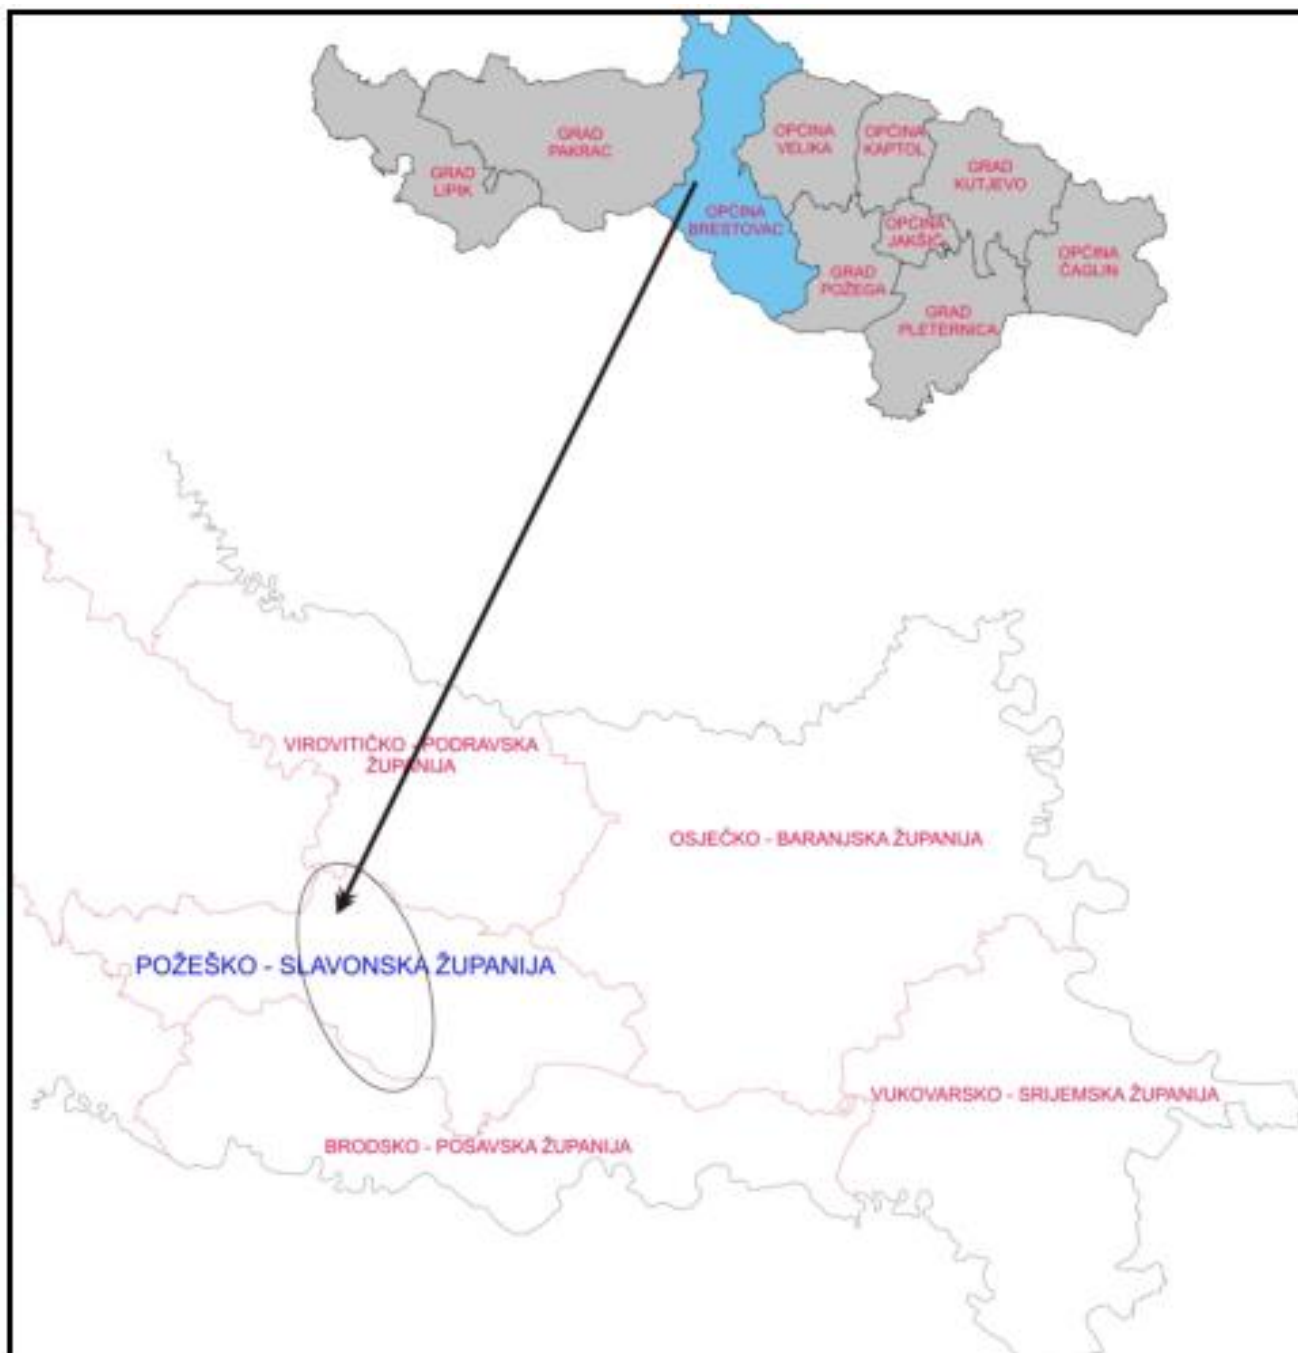 GRAD
PAKRAC
GRAD
LIPIK
OPĆINA
BRESTOVAC
OPĆINA
VELIKA
OPĆINA
KAPTOL
GRAD
KUTJEVO
OPĆINA
JAKŠIĆ
OPĆINA
ČAGLIN
GRAD
POŽEGA
GRAD
PLETERNICA
VIROVITIČKO - PODRAVSKA
ŽUPANIJA
OSJEČKO - BARANJSKA ŽUPANIJA
POŽEŠKO - SLAVONSKA ŽUPANIJA
VUKOVARSKO - SRIJEMSKA ŽUPANIJA
BRODSKO - POSAVSKA ŽUPANIJA